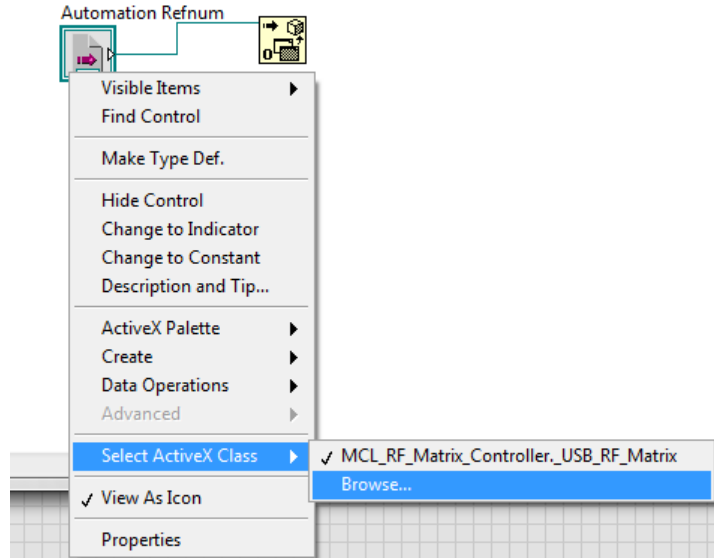 Automation Refnum
Visible Items
Find Control
Make Type Def.
Hide Control
Change to Indicator
Change to Constant
Description and Tip...
ActiveX Palette
Create
Data Operations
Advanced
Select ActiveX Class
MCL_RF_Matrix_Controller._USB_RF_Matrix
Browse...
View As Icon
Properties